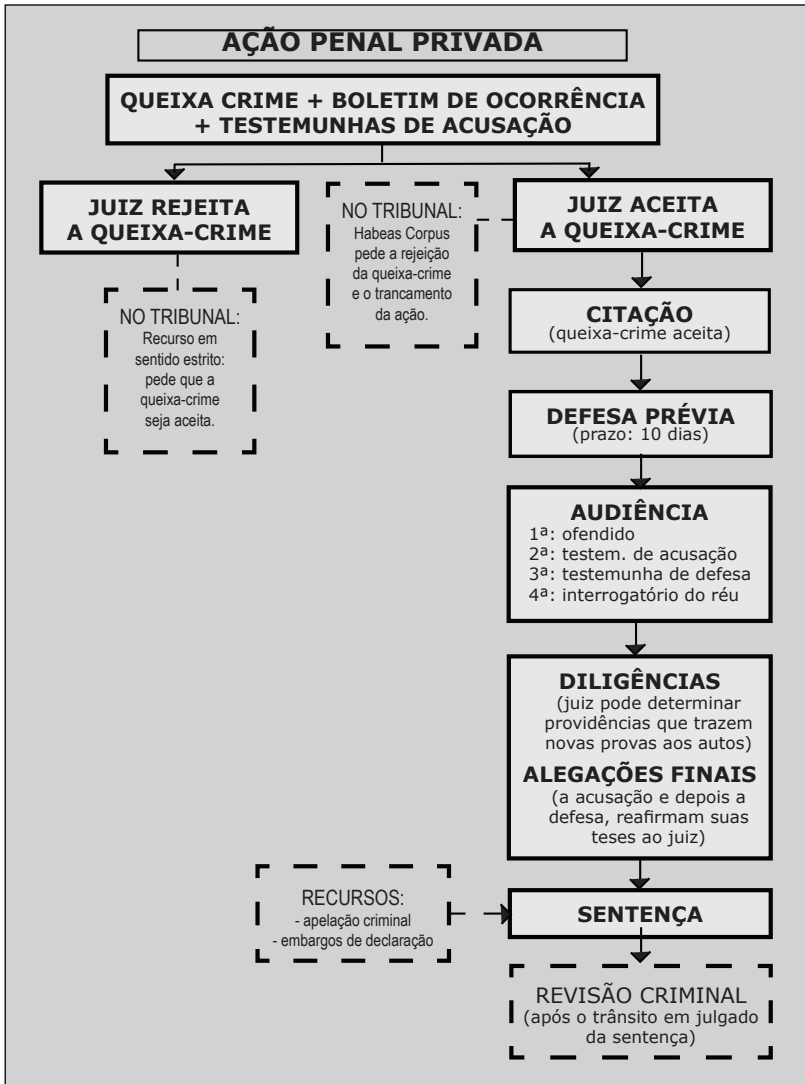 AÇÃO PENAL PRIVADA
QUEIXA CRIME + BOLETIM DE OCORRÊNCIA
+ TESTEMUNHAS DE ACUSAÇÃO
JUIZ REJEITA
A QUEIXA-CRIME
NO TRIBUNAL:
Recurso em
sentido estrito:
pede que a
queixa-crime
seja aceita.
NO TRIBUNAL:
Habeas Corpus
pede a rejeição
da queixa-crime
e o trancamento
da ação.
JUIZ ACEITA
A QUEIXA-CRIME
CITAÇÃO
(queixa-crime aceita)
DEFESA PRÉVIA
(prazo: 10 dias)
AUDIÊNCIA
1ª: ofendido
2ª: testem. de acusação
3ª: testemunha de defesa
4ª: interrogatório do réu
DILIGÊNCIAS
(juiz pode determinar
providências que trazem
novas provas aos autos)
ALEGAÇÕES FINAIS
(a acusação e depois a
defesa, reafirmam suas
teses ao juiz)
RECURSOS:
- apelação criminal
- embargos de declaração
SENTENÇA
REVISÃO CRIMINAL
(após o trânsito em julgado
da sentença)